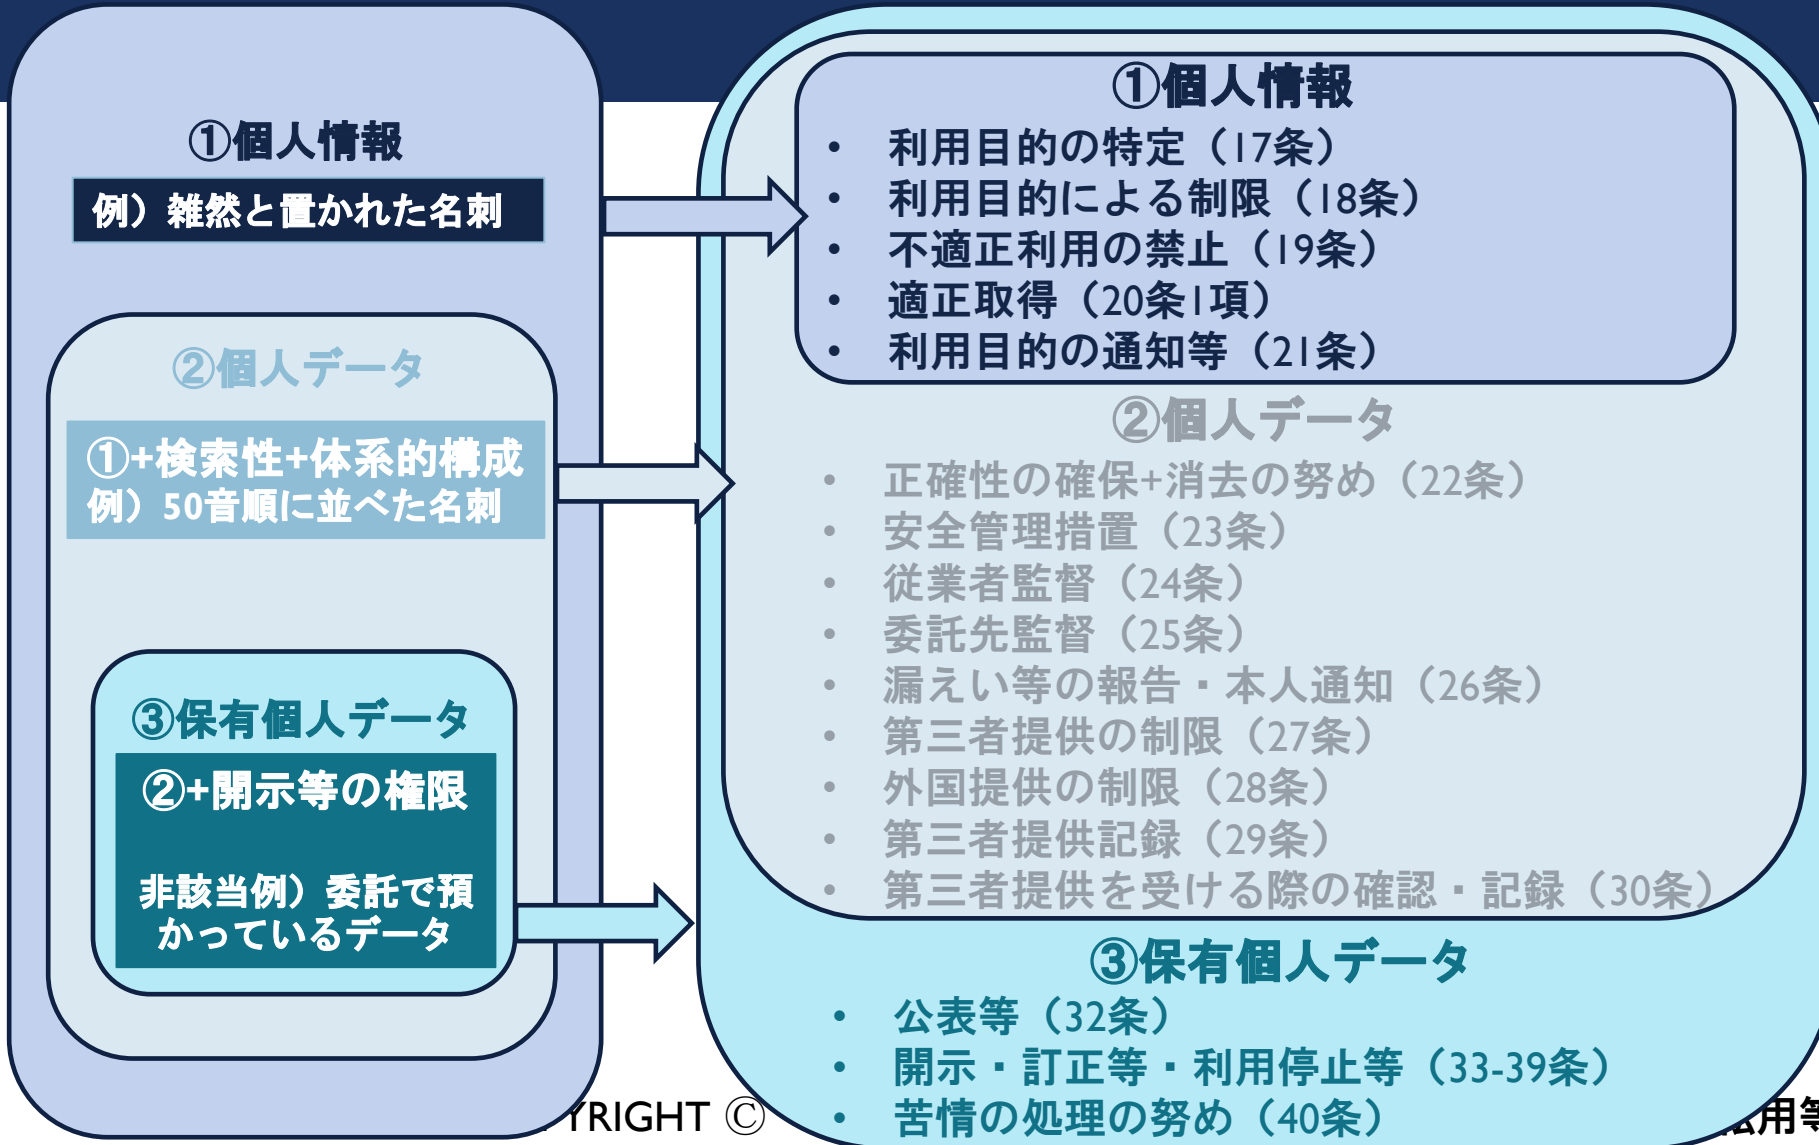 ①個人情報
例）雑然と置かれた名刺
②個人データ
①+検索性+体系的構成
例）50音順に並べた名刺
③保有個人データ
②+開示等の権限
非該当例）委託で預
かっているデータ
①個人情報
• 利用目的の特定（17条）
• 利用目的による制限（18条）
• 不適正利用の禁止（19条）
• 適正取得（20条1項）
• 利用目的の通知等（21条）
②個人データ
• 正確性の確保+消去の努め（22条）
• 安全管理措置（23条）
• 従業者監督（24条）
• 委託先監督（25条）
• 漏えい等の報告・本人通知（26条）
• 第三者提供の制限（27条）
• 外国提供の制限（28条）
• 第三者提供記録（29条）
• 第三者提供を受ける際の確認・記録（30条）
③保有個人データ
• 公表等（32条）
• 開示・訂正等・利用停止等（33-39条）
• 苦情の処理の努め（40条）
YRIGHT Ⓒ
用等